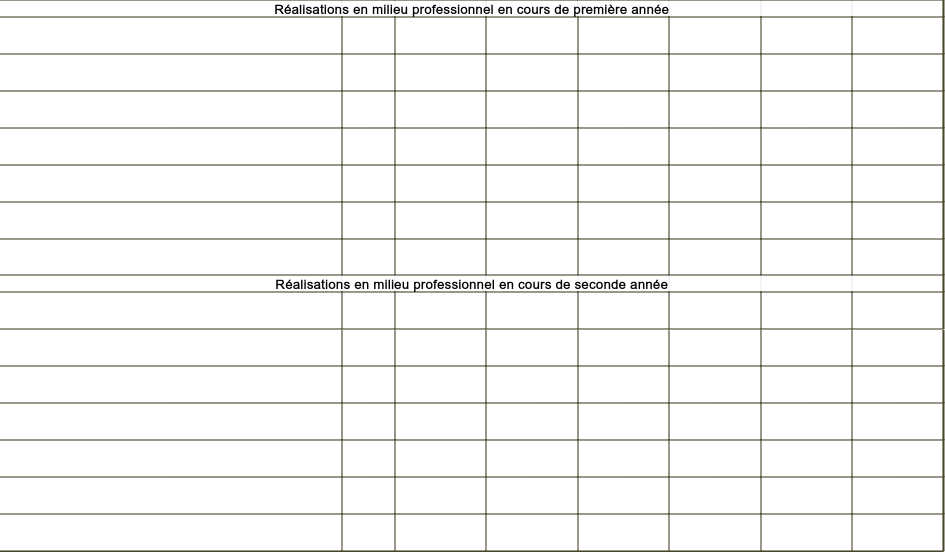 Réalisations en milieu professionnel en cours de première année
Réalisations en milieu professionnel en cours de seconde année